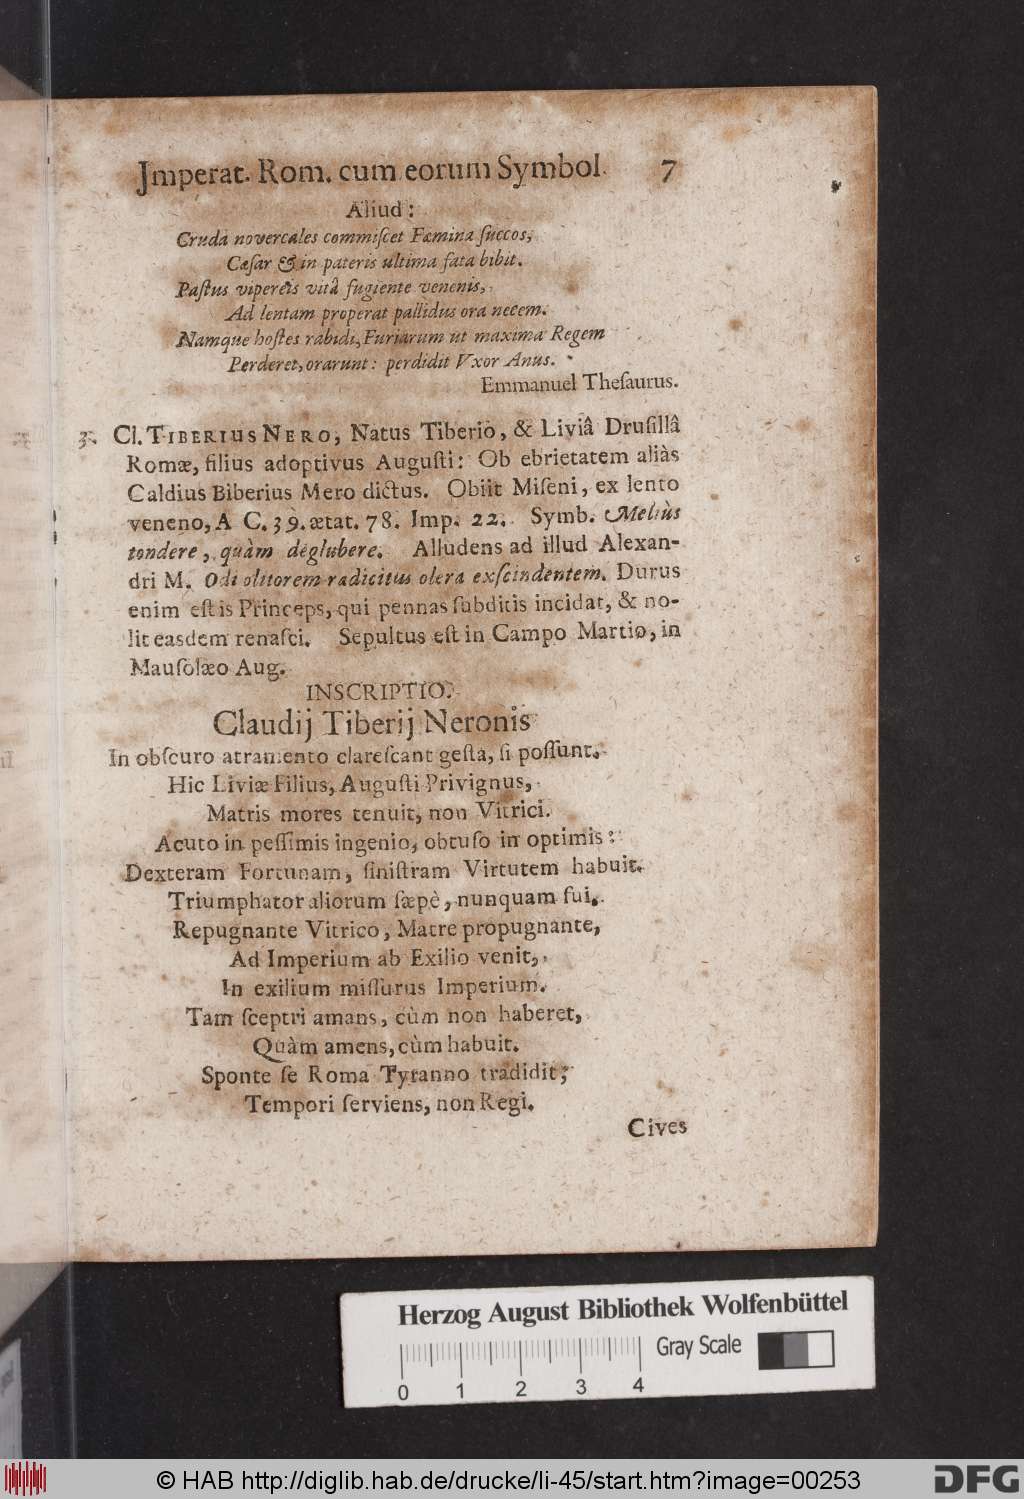 Jmperat. Rom. cum eorum Symbol. 7
Aliud:
Cruda novercales commiſcet Fæmina ſuccos,
Cæſar & in pateris ultima fata bibit.
Paſtus vipereis vitâ fugiente venenis,
Ad lentam properat pallidus ora necem.
Namque hoſtes rabidi, Furiarum ut maxima Regem
Perderet, orarunt: perdidit Vxor Anus.
Emmanuel Theſaurus.
3. Cl. TIBERIUS NERO, Natus Tiberio, & Liviâ Druſillâ
Romæ, filius adoptivus Auguſti: Ob ebrietatem aliàs
Caldius Biberius Mero dictus. Obiit Miſeni, ex lento
veneno, A C. 39. ætat. 78. Imp. 22. Symb. Meliùs
tondere, quàm deglubere. Alludens ad illud Alexan-
dri M. Odi olitorem radicitus olera exſcindentem. Durus
enim eſt is Princeps, qui pennas ſubditis incidat, & no-
lit easdem renaſci. Sepultus eſt in Campo Martio, in
Mauſolæo Aug.
INSCRIPTIO.
Claudij Tiberij Neronis
In obſcuro atramento clareſcant geſta, ſi poſſunt.
Hic Liviæ Filius, Auguſti Privignus,
Matris mores tenuit, non Vitrici.
Acuto in peſſimis ingenio, obtuſo in optimis:
Dexteram Fortunam, ſiniſtram Virtutem habuit.
Triumphator aliorum ſæpè, nunquam ſui.
Repugnante Vitrico, Matre propugnante,
Ad Imperium ab Exilio venit,
In exilium miſſurus Imperium.
Tam ſceptri amans, cùm non haberet,
Quàm amens, cùm habuit.
Sponte ſe Roma Tyranno tradidit;
Tempori ſerviens, non Regi.
Cives
Herzog August Bibliothek Wolfenbüttel
Gray Scale
0 1 2 3 4
© HAB http://diglib.hab.de/drucke/li-45/start.htm?image=00253
DFG